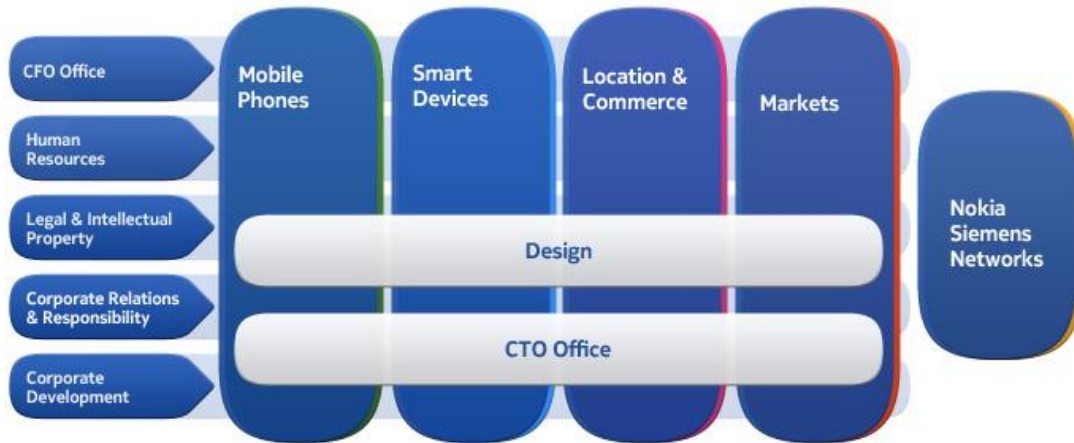 CFO Office
Human
Resources
Legal & Intellectual
Property
Corporate Relations
& Responsibility
Corporate
Development
Mobile
Phones
Smart
Devices
Location &
Commerce
Markets
Design
CTO Office
Nokia
Siemens
Networks